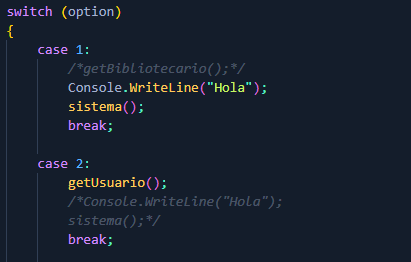 switch (option)
{
    case 1:
        /*getBibliotecario();*/
        Console.WriteLine("Hola");
        sistema();
        break;

    case 2:
        getUsuario();
        /*Console.WriteLine("Hola");
        sistema();*/
        break;